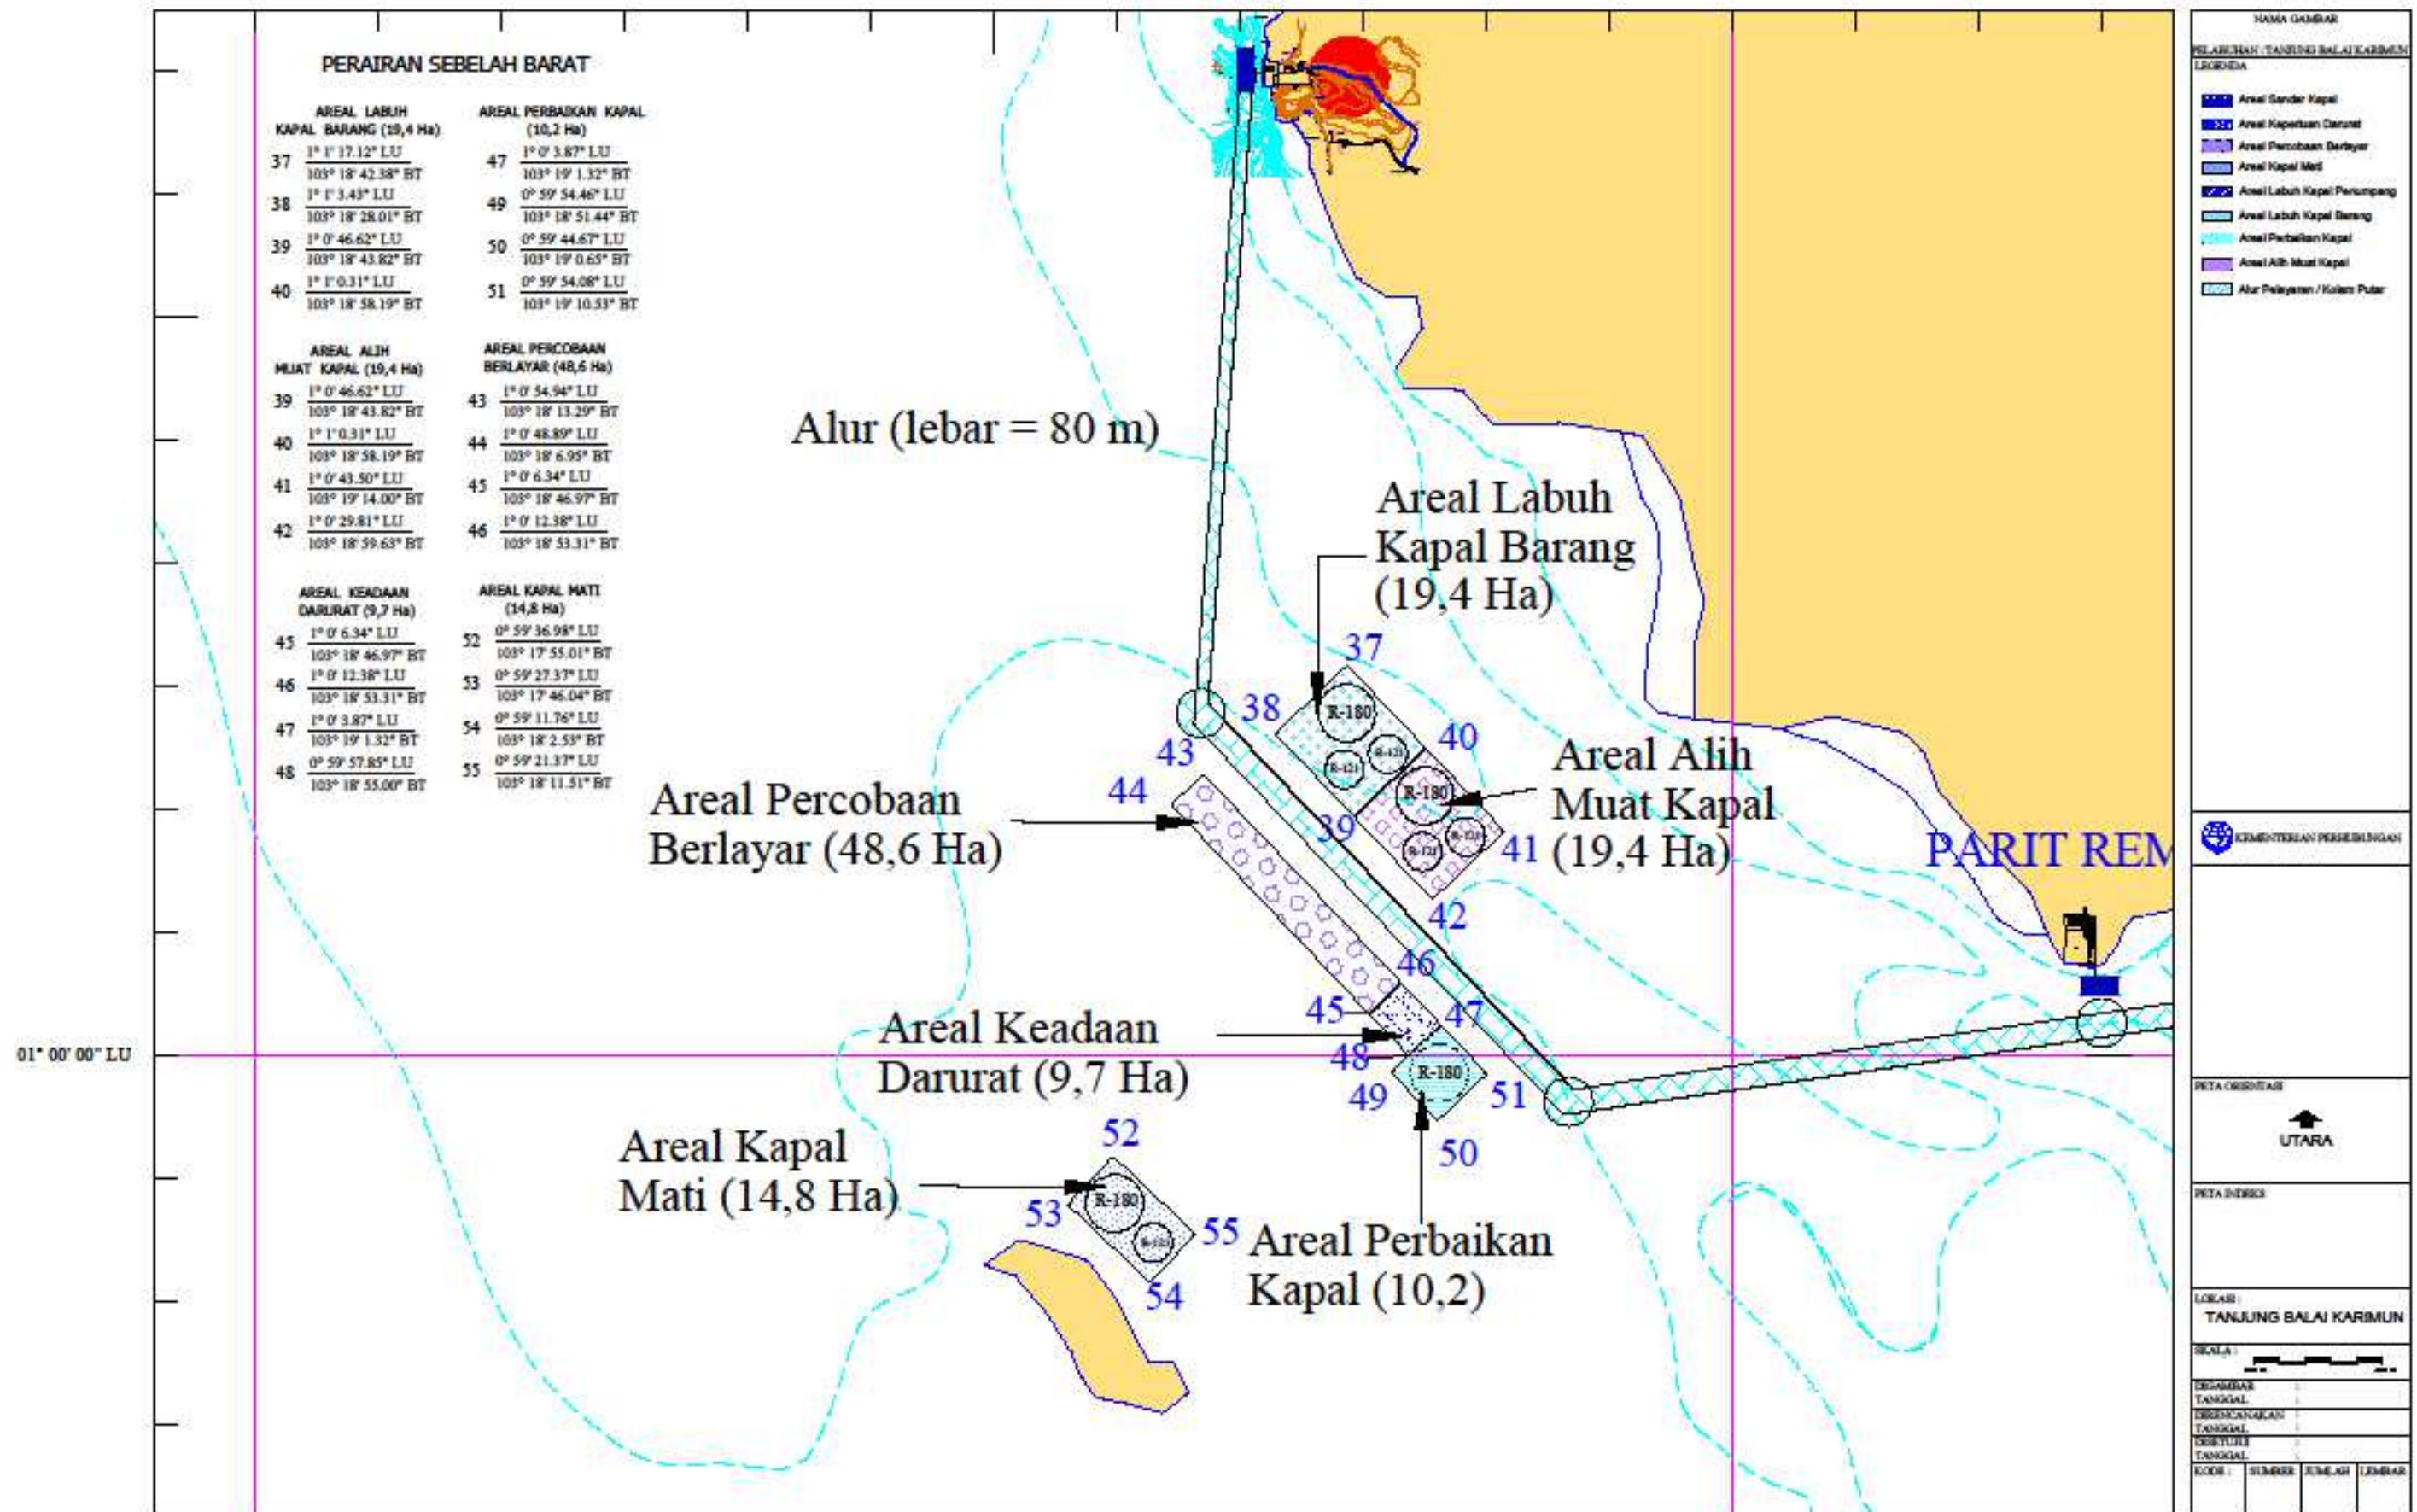 PERAIRAN SEBELAH BARAT
AREAL LABUH
KAPAL BARANG (19,4 Ha)
37 1° 1' 17.12" LU
103° 18' 42.38" BT
38 1° 1' 3.43" LU
103° 18' 28.01" BT
39 1° 0' 46.62" LU
103° 18' 43.82" BT
40 1° 1' 0.31" LU
103° 18' 58.19" BT
AREAL PERBAIKAN KAPAL
(10,2 Ha)
47 1° 0' 3.87" LU
103° 19' 1.32" BT
49 0° 59' 54.46" LU
103° 18' 51.44" BT
50 0° 59' 44.67" LU
103° 19' 0.65" BT
51 0° 59' 54.08" LU
103° 19' 10.53" BT
AREAL ALIH
MUAT KAPAL (19,4 Ha)
39 1° 0' 46.62" LU
103° 18' 43.82" BT
40 1° 1' 0.31" LU
103° 18' 58.19" BT
41 1° 0' 43.50" LU
103° 19' 14.00" BT
42 1° 0' 29.81" LU
103° 18' 59.63" BT
AREAL PERCOBAAN
BERLAYAR (48,6 Ha)
43 1° 0' 54.94" LU
103° 18' 13.29" BT
44 1° 0' 48.89" LU
103° 18' 6.95" BT
45 1° 0' 6.34" LU
103° 18' 46.97" BT
46 1° 0' 12.38" LU
103° 18' 53.31" BT
AREAL KEADAAN
DARURAT (9,7 Ha)
45 1° 0' 6.34" LU
103° 18' 46.97" BT
46 1° 0' 12.38" LU
103° 18' 53.31" BT
47 1° 0' 3.87" LU
103° 19' 1.32" BT
48 0° 59' 57.85" LU
103° 18' 55.00" BT
AREAL KAPAL MATI
(14,8 Ha)
52 0° 59' 36.98" LU
103° 17' 55.01" BT
53 0° 59' 27.37" LU
103° 17' 46.04" BT
54 0° 59' 11.76" LU
103° 18' 2.53" BT
55 0° 59' 21.37" LU
103° 18' 11.51" BT
Alur (lebar = 80 m)
Areal Labuh
Kapal Barang
(19,4 Ha)
37
38
R-180
40
R-121
R-121
43
Areal Alih
Muat Kapal
(19,4 Ha)
44
R-180
39
R-121
R-121
41
Areal Percobaan
Berlayar (48,6 Ha)
PARIT REM
42
46
45
47
Areal Keadaan
Darurat (9,7 Ha)
01° 00' 00" LU
48
R-180
49
51
50
52
Areal Kapal
Mati (14,8 Ha)
R-180
53
R-121
55
54
Areal Perbaikan
Kapal (10,2)
NAMA GAMBAR
PELABUHAN : TANJUNG BALAI KARIMUN
LEGENDA
Areal Sandar Kapal
Areal Keperluan Darurat
Areal Percobaan Berlayar
Areal Kapal Mati
Areal Labuh Kapal Penumpang
Areal Labuh Kapal Barang
Areal Perbaikan Kapal
Areal Alih Muat Kapal
Alur Pelayaran / Kolam Putar
KEMENTERIAN PERHUBUNGAN
PETA ORIENTASI
UTARA
PETA INDEKS
LOKASI :
TANJUNG BALAI KARIMUN
SKALA :
DIGAMBAR :
TANGGAL
DIRENCANAKAN :
TANGGAL :
DISETUJUI :
TANGGAL :
KODE : SUMBER JUMLAH LEMBAR